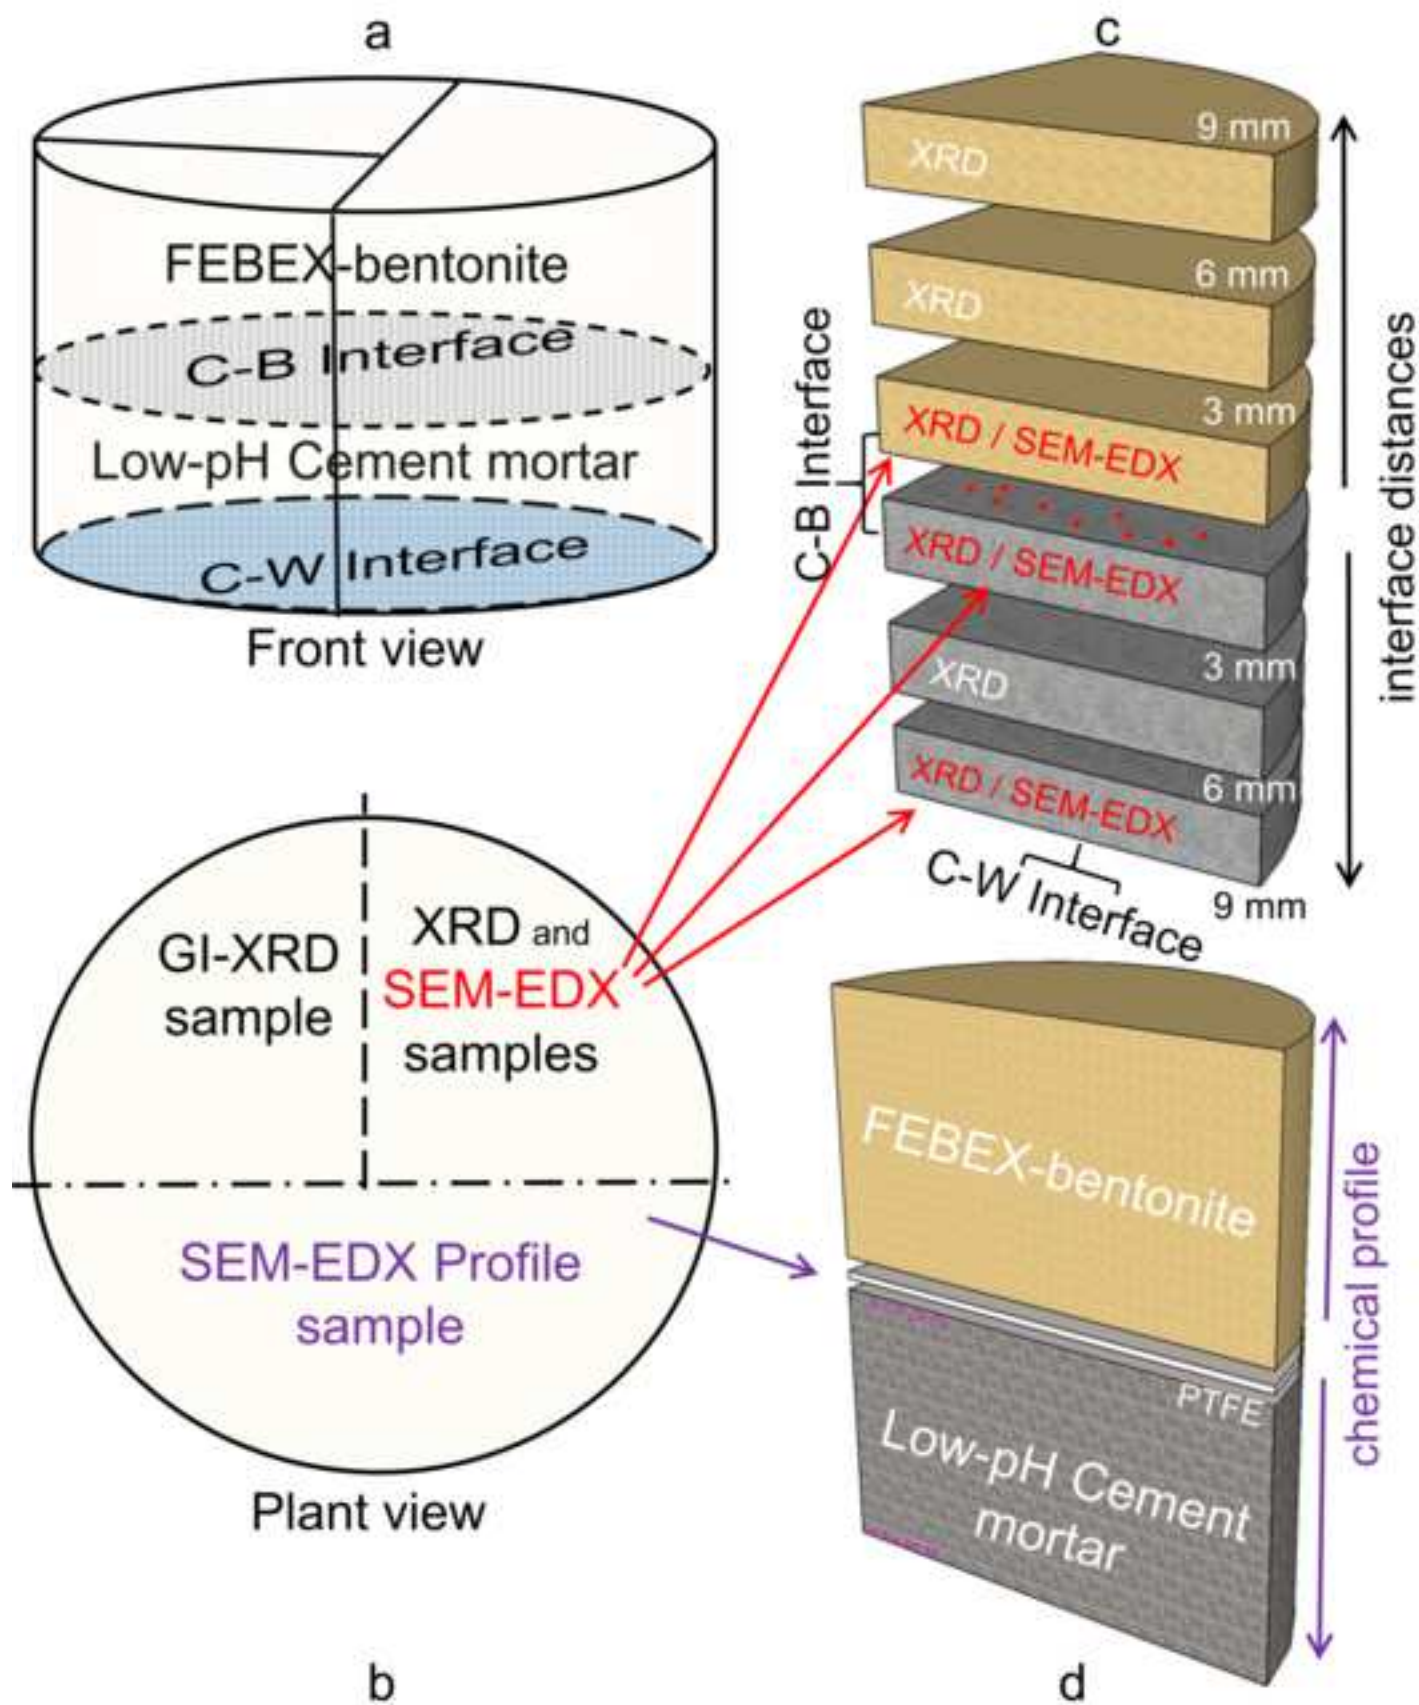 a
FEBEX-bentonite
C-B Interface
Low-pH Cement mortar
C-W Interface
Front view
c
9 mm
XRD
6 mm
XRD
3 mm
XRD / SEM-EDX
XRD / SEM-EDX
3 mm
XRD
6 mm
XRD / SEM-EDX
9 mm
C-B Interface
C-W Interface
interface distances
GI-XRD
sample
XRD and
SEM-EDX
samples
SEM-EDX Profile
sample
Plant view
b
FEBEX-bentonite
PTFE
Low-pH Cement
mortar
chemical profile
d